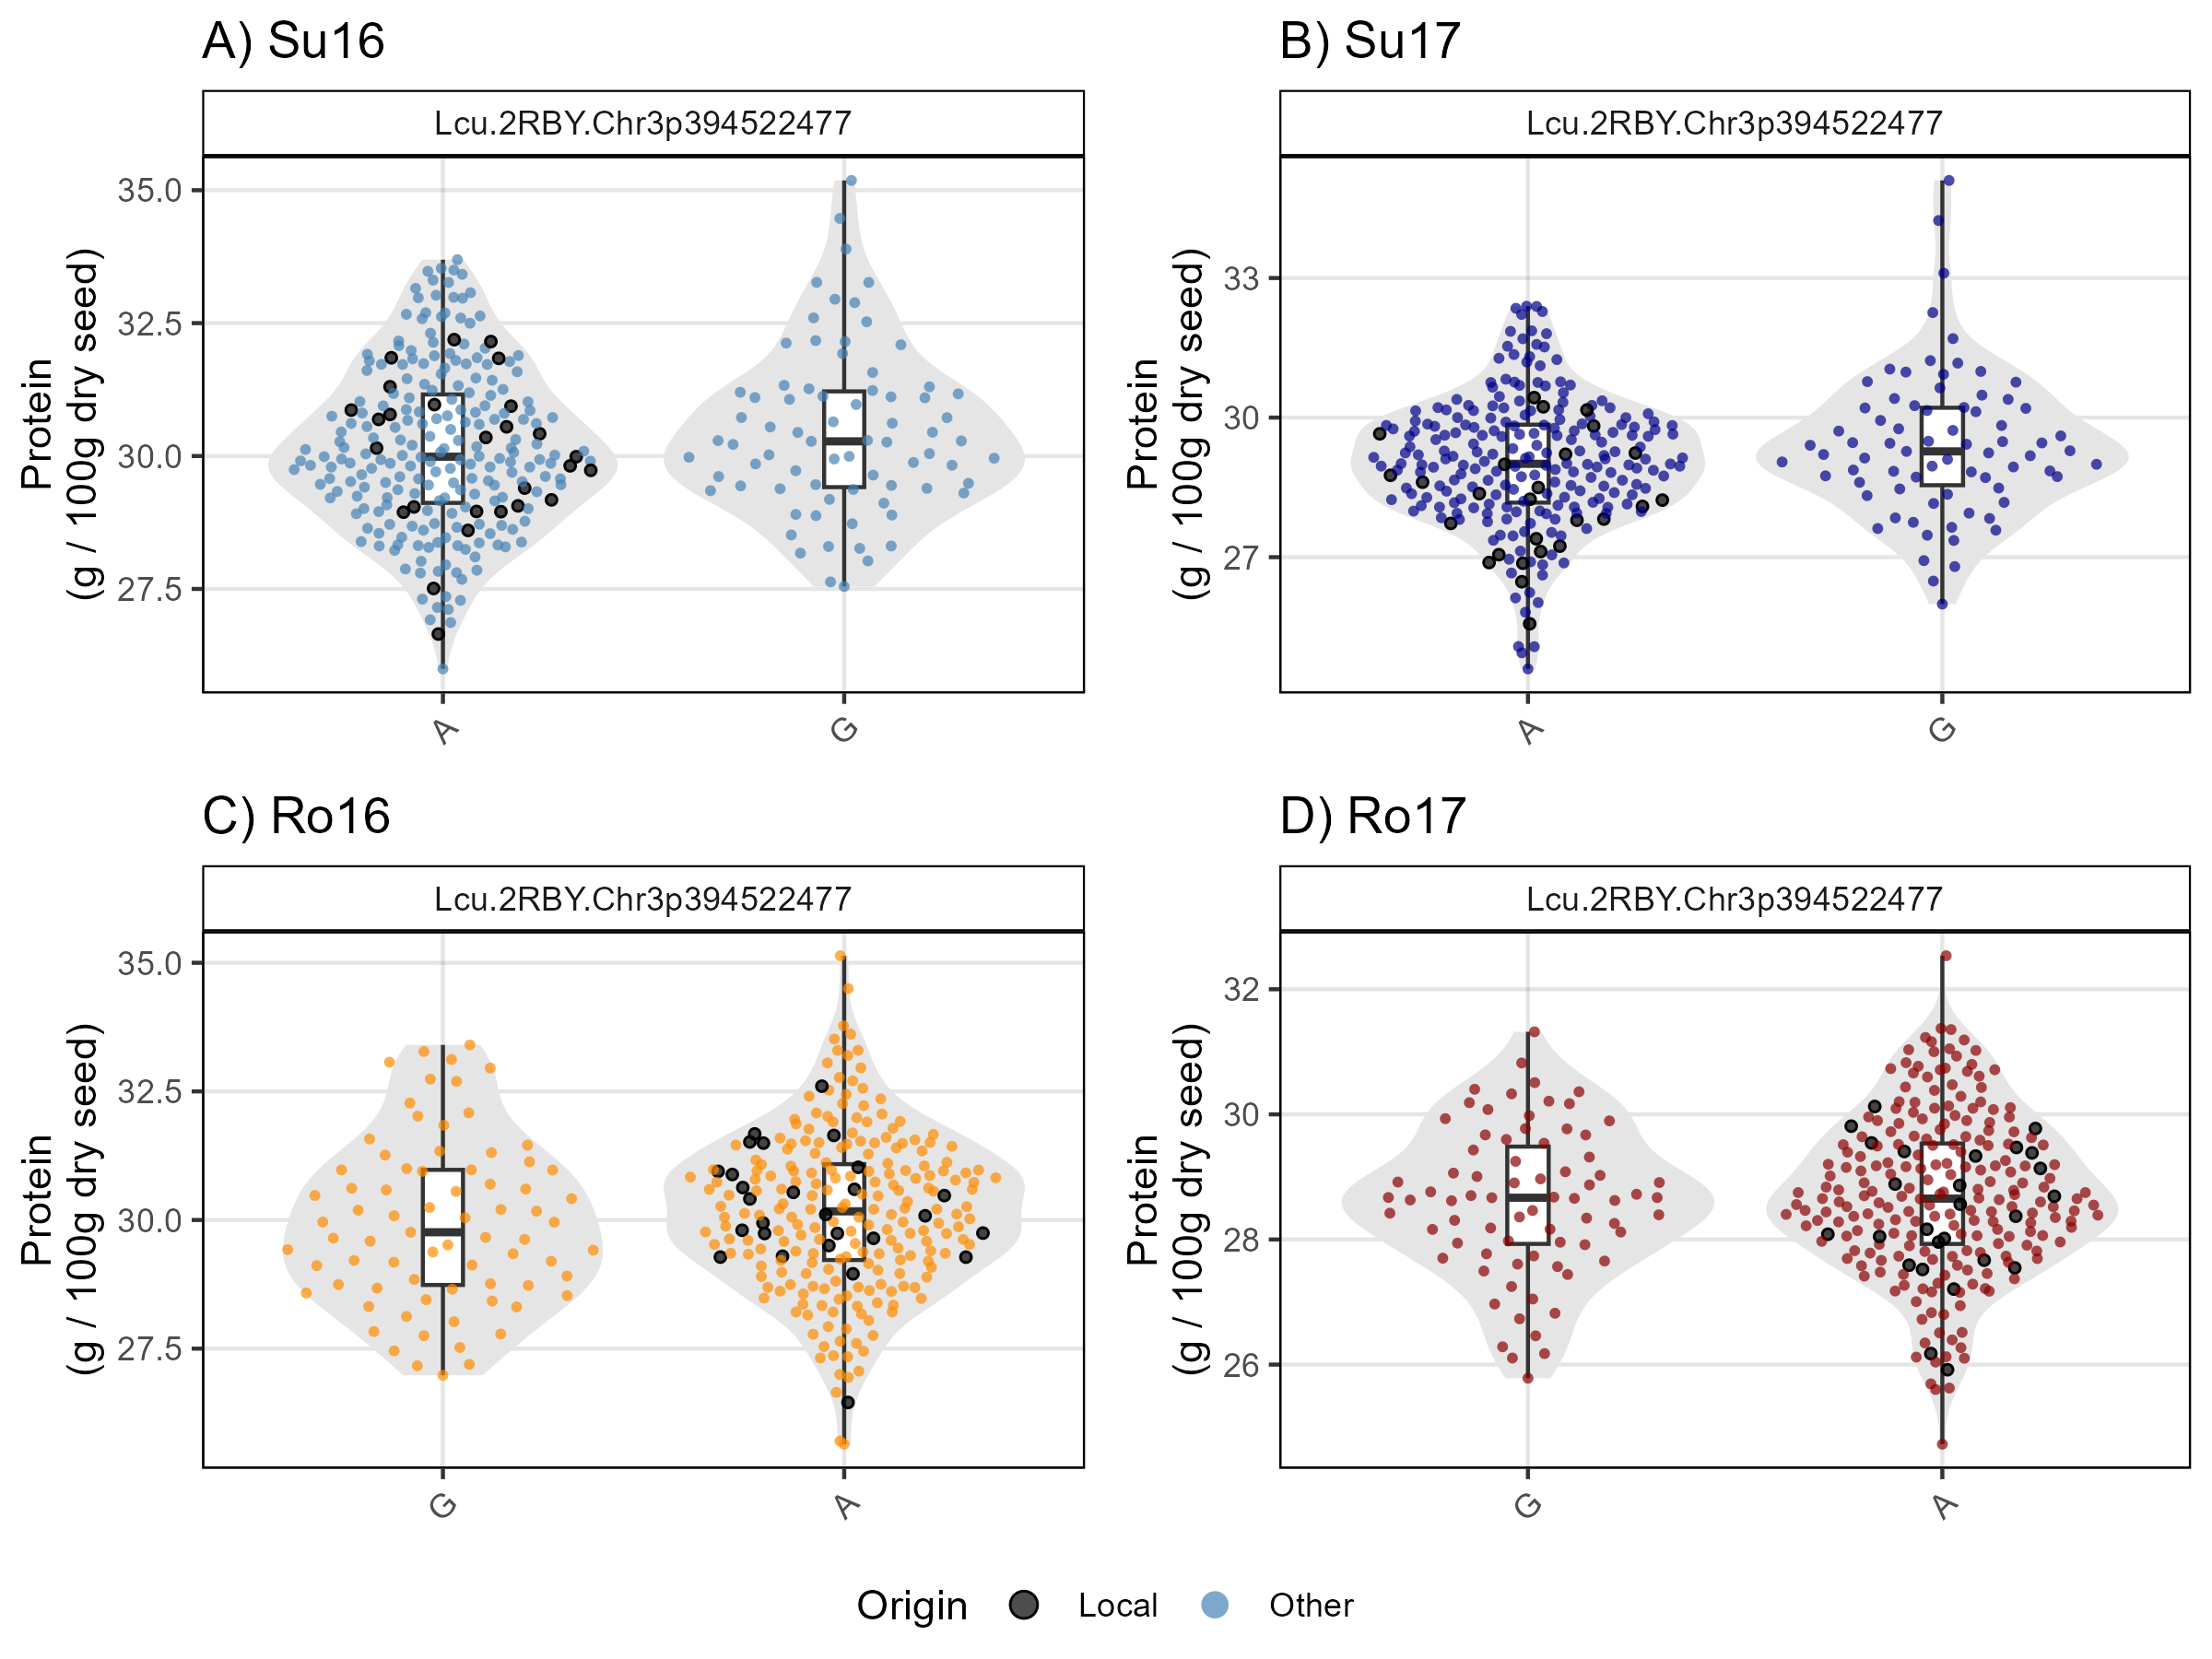 A) Su16
Lcu.2RBY.Chr3p394522477
Protein
(g / 100g dry seed)
35.0
32.5
30.0
27.5
A
G
B) Su17
Lcu.2RBY.Chr3p394522477
Protein
(g / 100g dry seed)
33
30
27
A
G
C) Ro16
Lcu.2RBY.Chr3p394522477
Protein
(g / 100g dry seed)
35.0
32.5
30.0
27.5
G
A
D) Ro17
Lcu.2RBY.Chr3p394522477
Protein
(g / 100g dry seed)
32
30
28
26
G
A
Origin Local Other